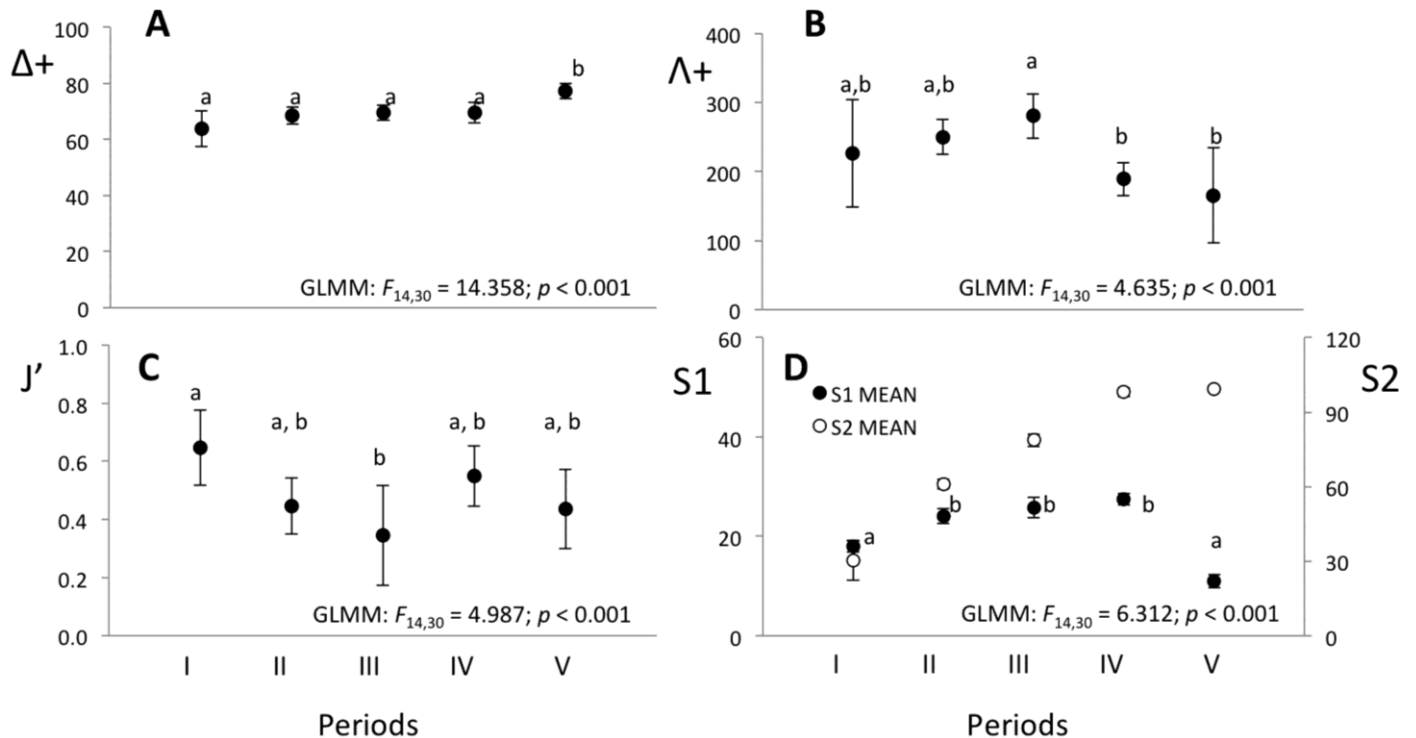 A
Δ+
100
80
60
40
20
0
a
a
a
a
b
GLMM: F14,30 = 14.358; p < 0.001
B
Λ+
400
300
200
100
0
a,b
a,b
a
b
b
GLMM: F14,30 = 4.635; p < 0.001
C
J’
1.0
0.8
0.6
0.4
0.2
0.0
a
a, b
b
a, b
a, b
GLMM: F14,30 = 4.987; p < 0.001
I II III IV V
Periods
D
S1
60
40
20
0
S1 MEAN
S2 MEAN
a
b
b
b
a
GLMM: F14,30 = 6.312; p < 0.001
S2
120
90
60
30
0
I II III IV V
Periods